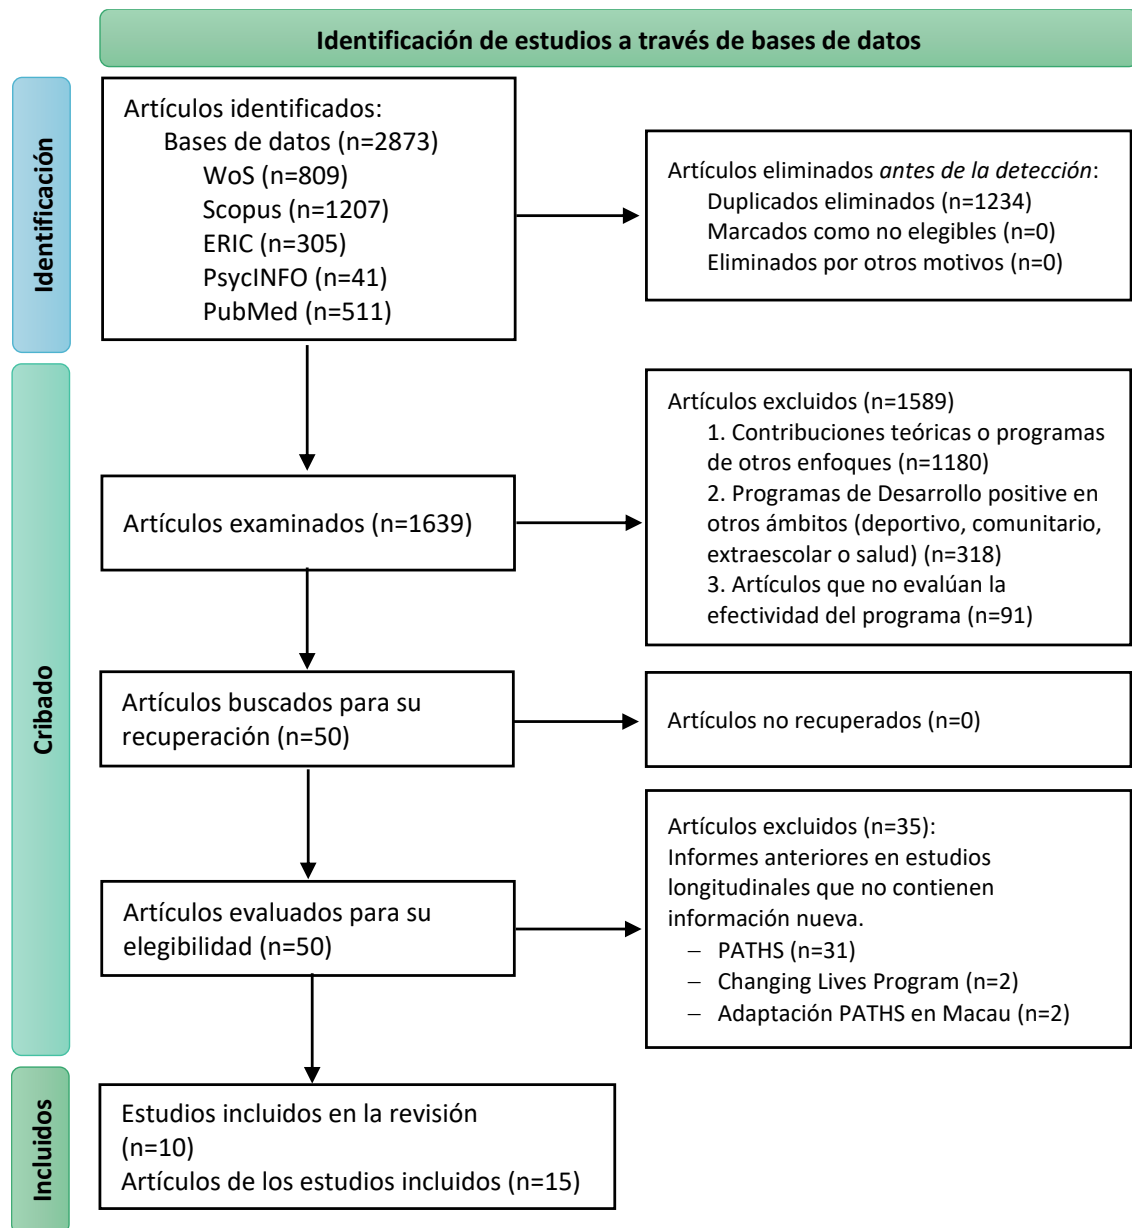 Identificación de estudios a través de bases de datos
Identificación
Artículos identificados:
Bases de datos (n=2873)
WoS (n=809)
Scopus (n=1207)
ERIC (n=305)
PsycINFO (n=41)
PubMed (n=511)
Artículos eliminados antes de la detección:
Duplicados eliminados (n=1234)
Marcados como no elegibles (n=0)
Eliminados por otros motivos (n=0)
Cribado
Artículos examinados (n=1639)
Artículos excluidos (n=1589)
1. Contribuciones teóricas o programas
de otros enfoques (n=1180)
2. Programas de Desarrollo positive en
otros ámbitos (deportivo, comunitario,
extraescolar o salud) (n=318)
3. Artículos que no evalúan la
efectividad del programa (n=91)
Artículos buscados para su
recuperación (n=50)
Artículos no recuperados (n=0)
Artículos evaluados para su
elegibilidad (n=50)
Artículos excluidos (n=35):
Informes anteriores en estudios
longitudinales que no contienen
información nueva.
– PATHS (n=31)
– Changing Lives Program (n=2)
– Adaptación PATHS en Macau (n=2)
Incluidos
Estudios incluidos en la revisión
(n=10)
Artículos de los estudios incluidos (n=15)